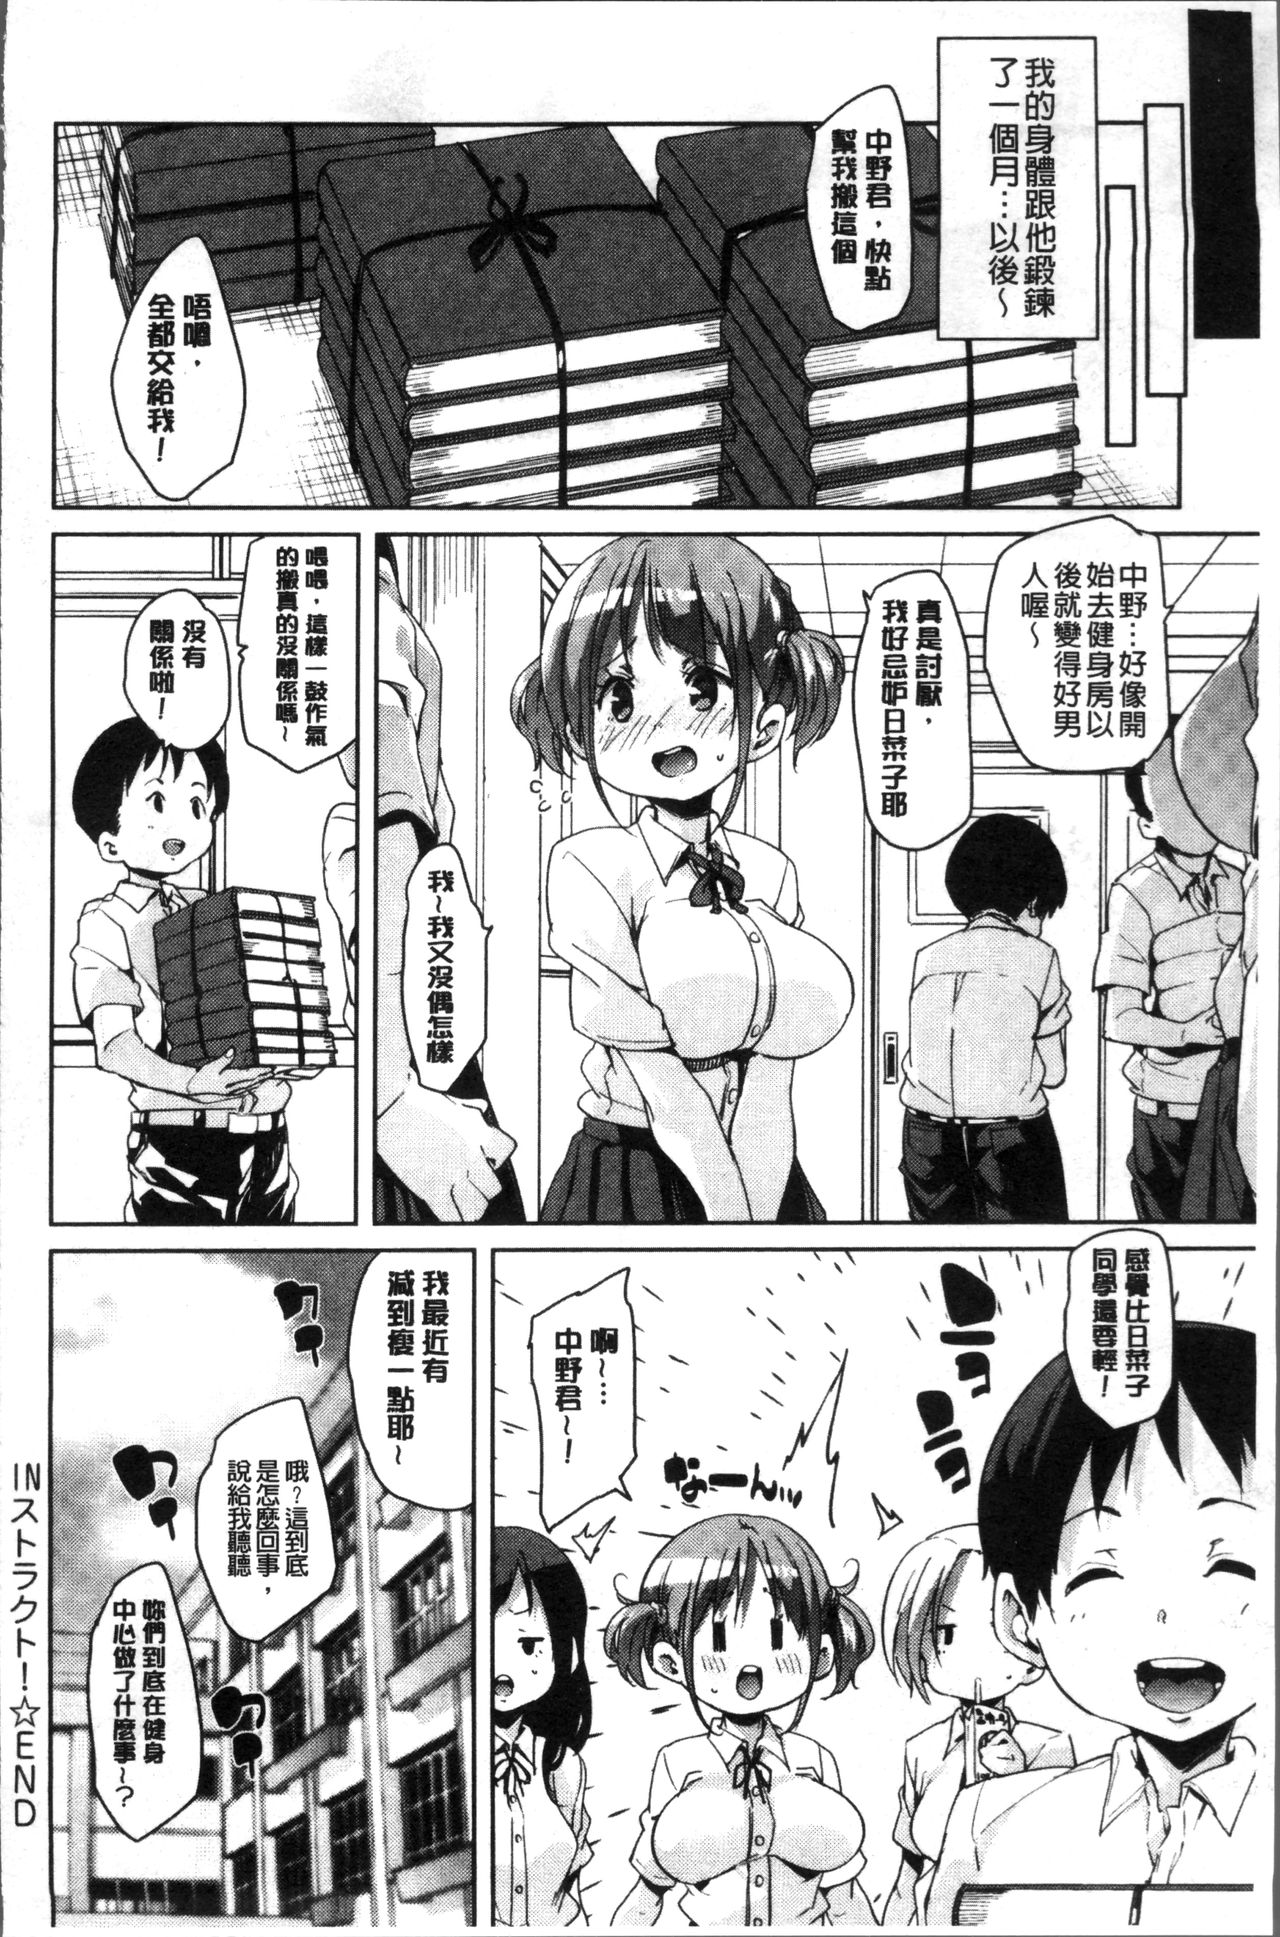 我的身體跟他鍛鍊
了一個月…以後～
中野君，快點
幫我搬這個
唔嗯，
全都交給我！
中野…好像開
始去健身房以
後就變得好男
人喔～
真是討厭，
我好忌妒日菜子耶
我～我又沒偶怎樣
喂喂，這樣一鼓作氣
的搬真的沒關係嗎～
沒有
關係啦！
感覺比日菜子
同學還要輕！
啊～…
中野君～！
なーんッッ
我最近有
減到瘦一點耶～
哦？這到底
是怎麼回事，
說給我聽聽
妳們到底在健身
中心做了什麼事～？
INストラクト！☆END